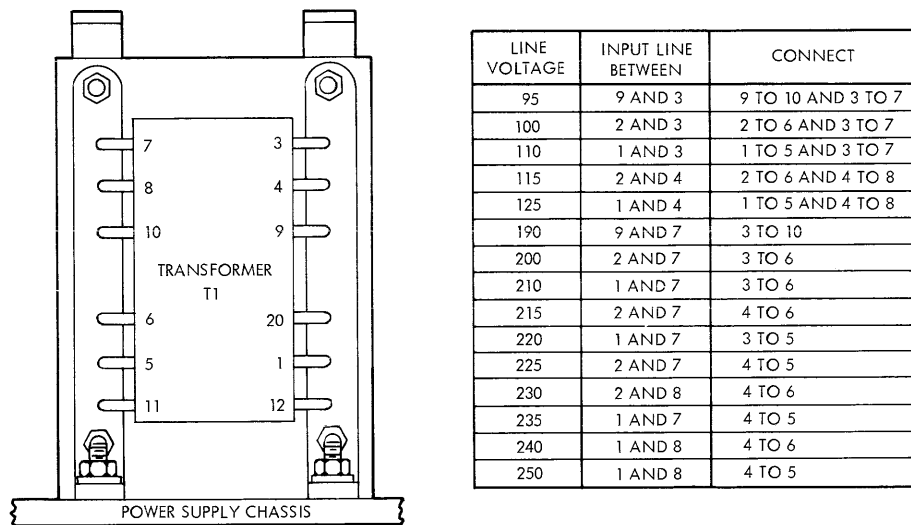 7 3
8 4
10 9
TRANSFORMER
T1
6 20
5 1
11 12
POWER SUPPLY CHASSIS
LINE VOLTAGE INPUT LINE BETWEEN CONNECT
95 9 AND 3 9 TO 10 AND 3 TO 7
100 2 AND 3 2 TO 6 AND 3 TO 7
110 1 AND 3 1 TO 5 AND 3 TO 7
115 2 AND 4 2 TO 6 AND 4 TO 8
125 1 AND 4 1 TO 5 AND 4 TO 8
190 9 AND 7 3 TO 10
200 2 AND 7 3 TO 6
210 1 AND 7 3 TO 6
215 2 AND 7 4 TO 6
220 1 AND 7 3 TO 5
225 2 AND 7 4 TO 5
230 2 AND 8 4 TO 6
235 1 AND 7 4 TO 5
240 1 AND 8 4 TO 6
250 1 AND 8 4 TO 5